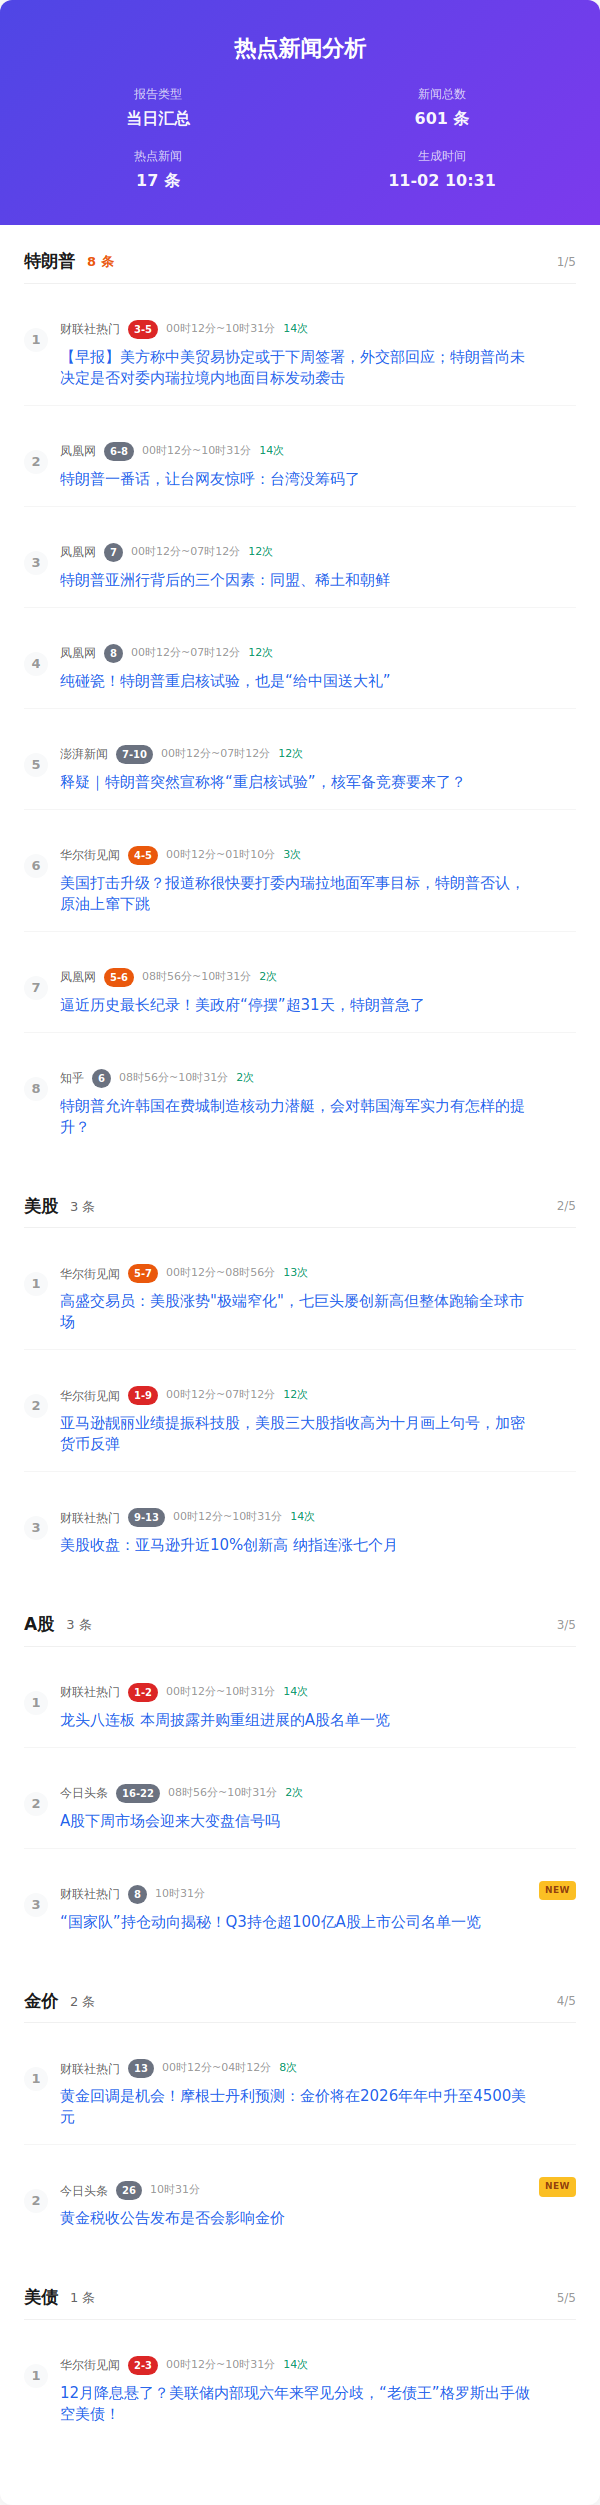 热点新闻分析
报告类型
当日汇总
新闻总数
601 条
热点新闻
17 条
生成时间
11-02 10:31
特朗普 8 条 1/5
1
财联社热门 3-5 00时12分~10时31分 14次
【早报】美方称中美贸易协定或于下周签署，外交部回应；特朗普尚未
决定是否对委内瑞拉境内地面目标发动袭击
2
凤凰网 6-8 00时12分~10时31分 14次
特朗普一番话，让台网友惊呼：台湾没筹码了
3
凤凰网 7 00时12分~07时12分 12次
特朗普亚洲行背后的三个因素：同盟、稀土和朝鲜
4
凤凰网 8 00时12分~07时12分 12次
纯碰瓷！特朗普重启核试验，也是“给中国送大礼”
5
澎湃新闻 7-10 00时12分~07时12分 12次
释疑｜特朗普突然宣称将“重启核试验”，核军备竞赛要来了？
6
华尔街见闻 4-5 00时12分~01时10分 3次
美国打击升级？报道称很快要打委内瑞拉地面军事目标，特朗普否认，
原油上窜下跳
7
凤凰网 5-6 08时56分~10时31分 2次
逼近历史最长纪录！美政府“停摆”超31天，特朗普急了
8
知乎 6 08时56分~10时31分 2次
特朗普允许韩国在费城制造核动力潜艇，会对韩国海军实力有怎样的提
升？
美股 3 条 2/5
1
华尔街见闻 5-7 00时12分~08时56分 13次
高盛交易员：美股涨势"极端窄化"，七巨头屡创新高但整体跑输全球市
场
2
华尔街见闻 1-9 00时12分~07时12分 12次
亚马逊靓丽业绩提振科技股，美股三大股指收高为十月画上句号，加密
货币反弹
3
财联社热门 9-13 00时12分~10时31分 14次
美股收盘：亚马逊升近10%创新高 纳指连涨七个月
A股 3 条 3/5
1
财联社热门 1-2 00时12分~10时31分 14次
龙头八连板 本周披露并购重组进展的A股名单一览
2
今日头条 16-22 08时56分~10时31分 2次
A股下周市场会迎来大变盘信号吗
3
财联社热门 8 10时31分 NEW
“国家队”持仓动向揭秘！Q3持仓超100亿A股上市公司名单一览
金价 2 条 4/5
1
财联社热门 13 00时12分~04时12分 8次
黄金回调是机会！摩根士丹利预测：金价将在2026年年中升至4500美
元
2
今日头条 26 10时31分 NEW
黄金税收公告发布是否会影响金价
美债 1 条 5/5
1
华尔街见闻 2-3 00时12分~10时31分 14次
12月降息悬了？美联储内部现六年来罕见分歧，“老债王”格罗斯出手做
空美债！